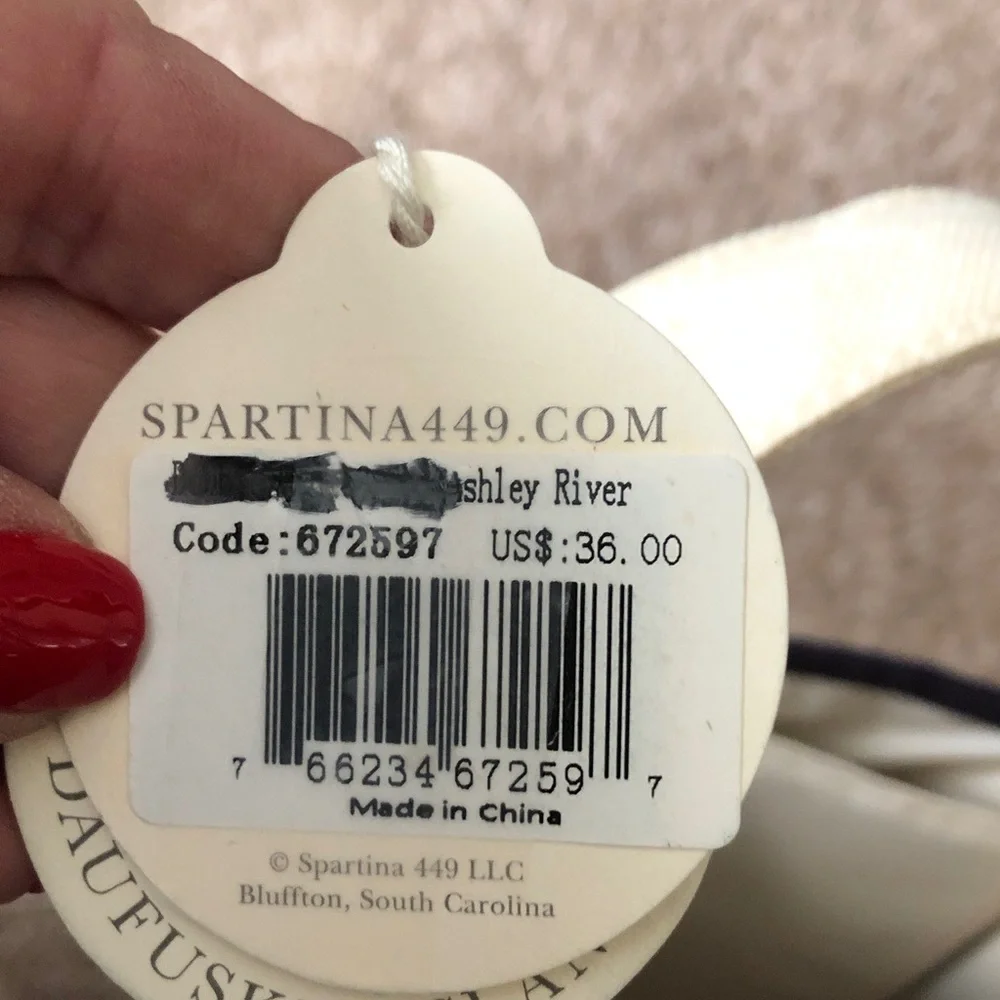 SPARTINA449.COM
Ashley River
Code:672597 US$:36.00
7 66234 67259 7
Made in China
© Spartina 449 LLC
Bluffton, South Carolina
DAUFUSK